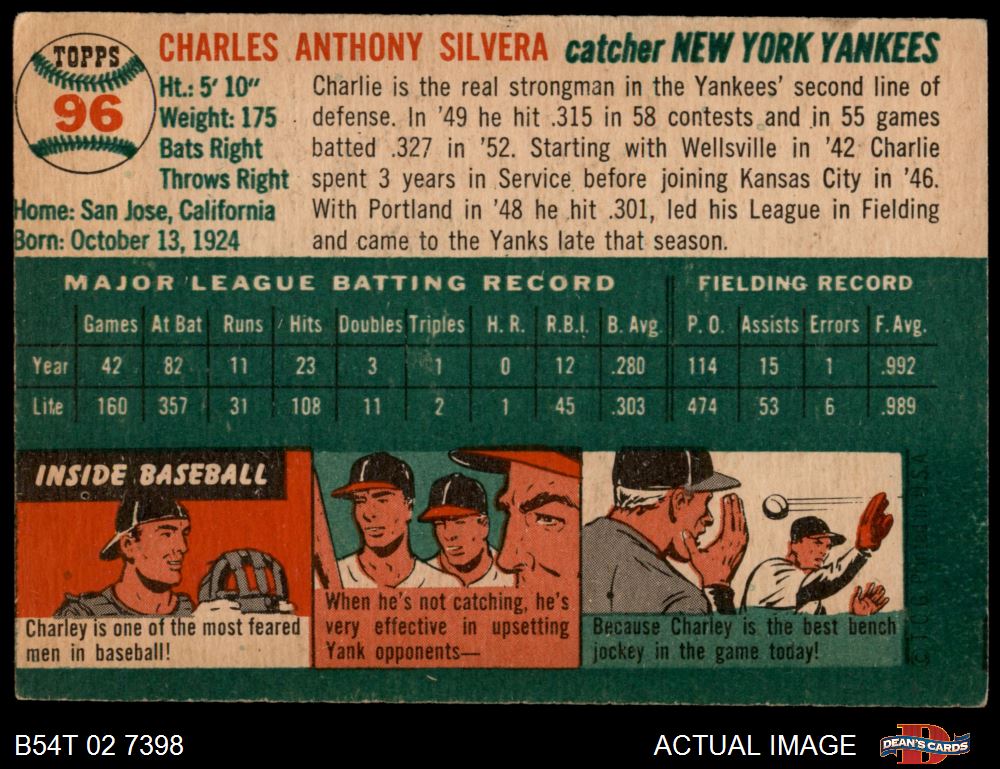 TOPPS
96
CHARLES ANTHONY SILVERA catcher NEW YORK YANKEES
Ht.: 5' 10"
Weight: 175
Bats Right
Throws Right
Home: San Jose, California
Born: October 13, 1924
Charlie is the real strongman in the Yankees' second line of
defense. In '49 he hit .315 in 58 contests and in 55 games
batted .327 in '52. Starting with Wellsville in '42 Charlie
spent 3 years in Service before joining Kansas City in '46.
With Portland in '48 he hit .301, led his League in Fielding
and came to the Yanks late that season.
MAJOR LEAGUE BATTING RECORD FIELDING RECORD
Games At Bat Runs Hits Doubles Triples H. R. R.B.I. B. Avg. P. O. Assists Errors F. Avg.
Year 42 82 11 23 3 1 0 12 .280 114 15 1 .992
Life 160 357 31 108 11 2 1 45 .303 474 53 6 .989
INSIDE BASEBALL
Charley is one of the most feared
men in baseball!
When he's not catching, he's
very effective in upsetting
Yank opponents—
Because Charley is the best bench
jockey in the game today!
B54T 02 7398
ACTUAL IMAGE
DEAN'S CARDS